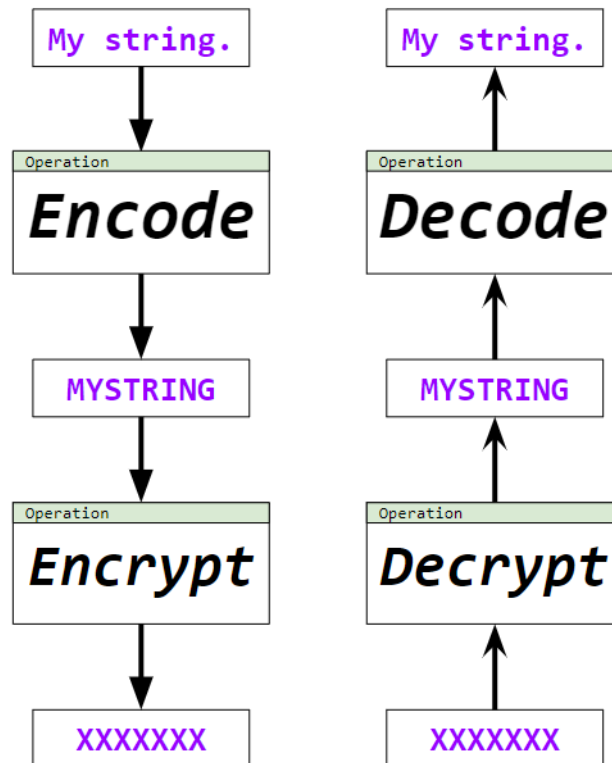 My string.
Operation
Encode
MYSTRING
Operation
Encrypt
XXXXXXX
My string.
Operation
Decode
MYSTRING
Operation
Decrypt
XXXXXXX